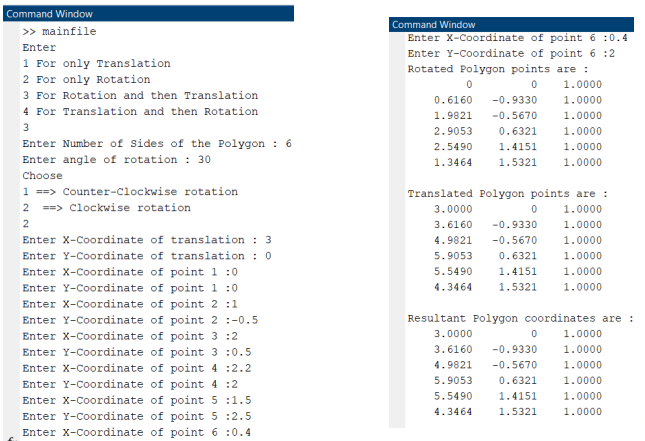 Command Window
>> mainfile
Enter
1 For only Translation
2 For only Rotation
3 For Rotation and then Translation
4 For Translation and then Rotation
3
Enter Number of Sides of the Polygon : 6
Enter angle of rotation : 30
Choose
1 ==> Counter-Clockwise rotation
2  ==> Clockwise rotation
2
Enter X-Coordinate of translation : 3
Enter Y-Coordinate of translation : 0
Enter X-Coordinate of point 1 :0
Enter Y-Coordinate of point 1 :0
Enter X-Coordinate of point 2 :1
Enter Y-Coordinate of point 2 :-0.5
Enter X-Coordinate of point 3 :2
Enter Y-Coordinate of point 3 :0.5
Enter X-Coordinate of point 4 :2.2
Enter Y-Coordinate of point 4 :2
Enter X-Coordinate of point 5 :1.5
Enter Y-Coordinate of point 5 :2.5
Enter X-Coordinate of point 6 :0.4
Command Window
Enter X-Coordinate of point 6 :0.4
Enter Y-Coordinate of point 6 :2
Rotated Polygon points are :
0 0 1.0000
0.6160 -0.9330 1.0000
1.9821 -0.5670 1.0000
2.9053 0.6321 1.0000
2.5490 1.4151 1.0000
1.3464 1.5321 1.0000
Translated Polygon points are :
3.0000 0 1.0000
3.6160 -0.9330 1.0000
4.9821 -0.5670 1.0000
5.9053 0.6321 1.0000
5.5490 1.4151 1.0000
4.3464 1.5321 1.0000
Resultant Polygon coordinates are :
3.0000 0 1.0000
3.6160 -0.9330 1.0000
4.9821 -0.5670 1.0000
5.9053 0.6321 1.0000
5.5490 1.4151 1.0000
4.3464 1.5321 1.0000